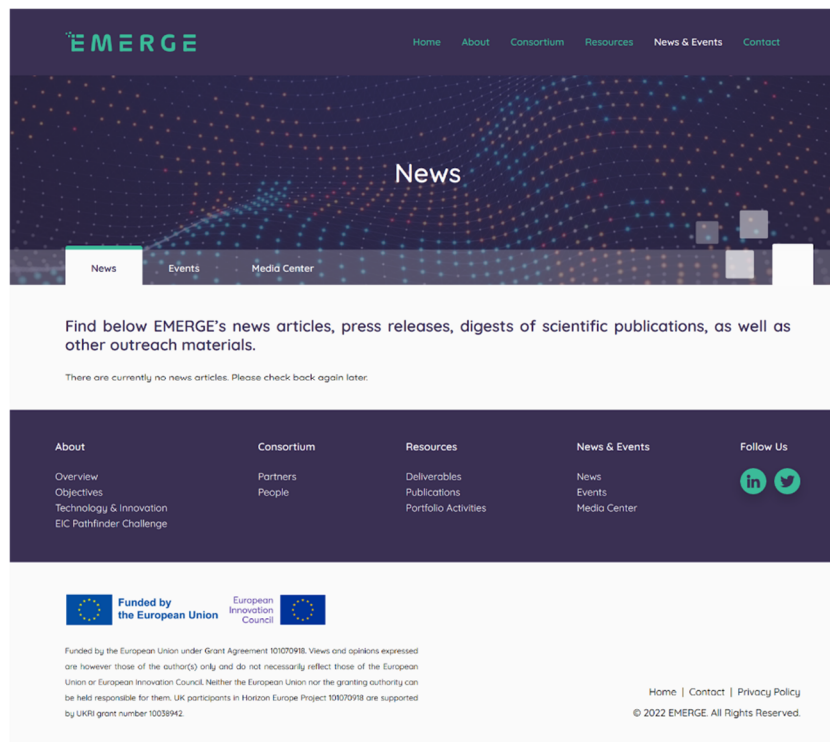 EMERGE
Home About Consortium Resources News & Events Contact
News
News Events Media Center
Find below EMERGE's news articles, press releases, digests of scientific publications, as well as
other outreach materials.
There are currently no news articles. Please check back again later.
About
Overview
Objectives
Technology & Innovation
EIC Pathfinder Challenge
Consortium
Partners
People
Resources
Deliverables
Publications
Portfolio Activities
News & Events
News
Events
Media Center
Follow Us
in
Funded by
the European Union
European
Innovation
Council
Funded by the European Union under Grant Agreement 101070918. Views and opinions expressed
are however those of the author(s) only and do not necessarily reflect those of the European
Union or European Innovation Council. Neither the European Union nor the granting authority can
be held responsible for them. UK participants in Horizon Europe Project 101070918 are supported
by UKRI grant number 10038942.
Home | Contact | Privacy Policy
© 2022 EMERGE. All Rights Reserved.